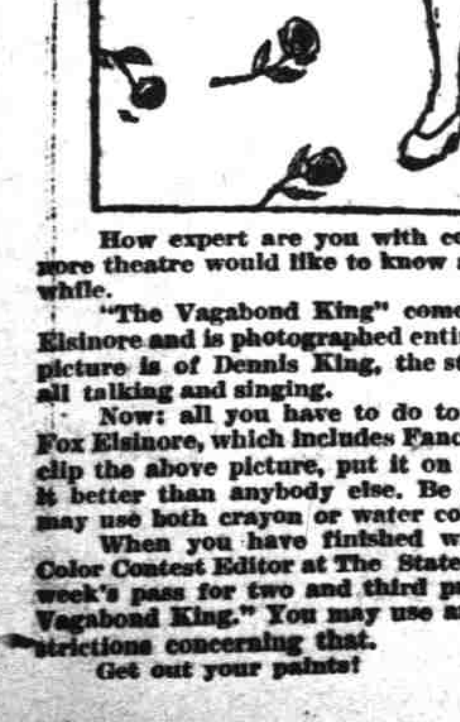 How expert are you with
nore theatre would like to know
while.
"The Vagabond King" come
Elsinore and is photographed enti
picture is of Dennis King, the st
all talking and singing.
Now: all you have to do to
Fox Elsinore, which includes Fanc
clip the above picture, put it on
it better than anybody else. Be
may use both crayon or water co
When you have finished w
Color Contest Editor at The State
week's pass for two and third p
Vagabond King." You may use a
strictions concerning that.
Get out your paints!